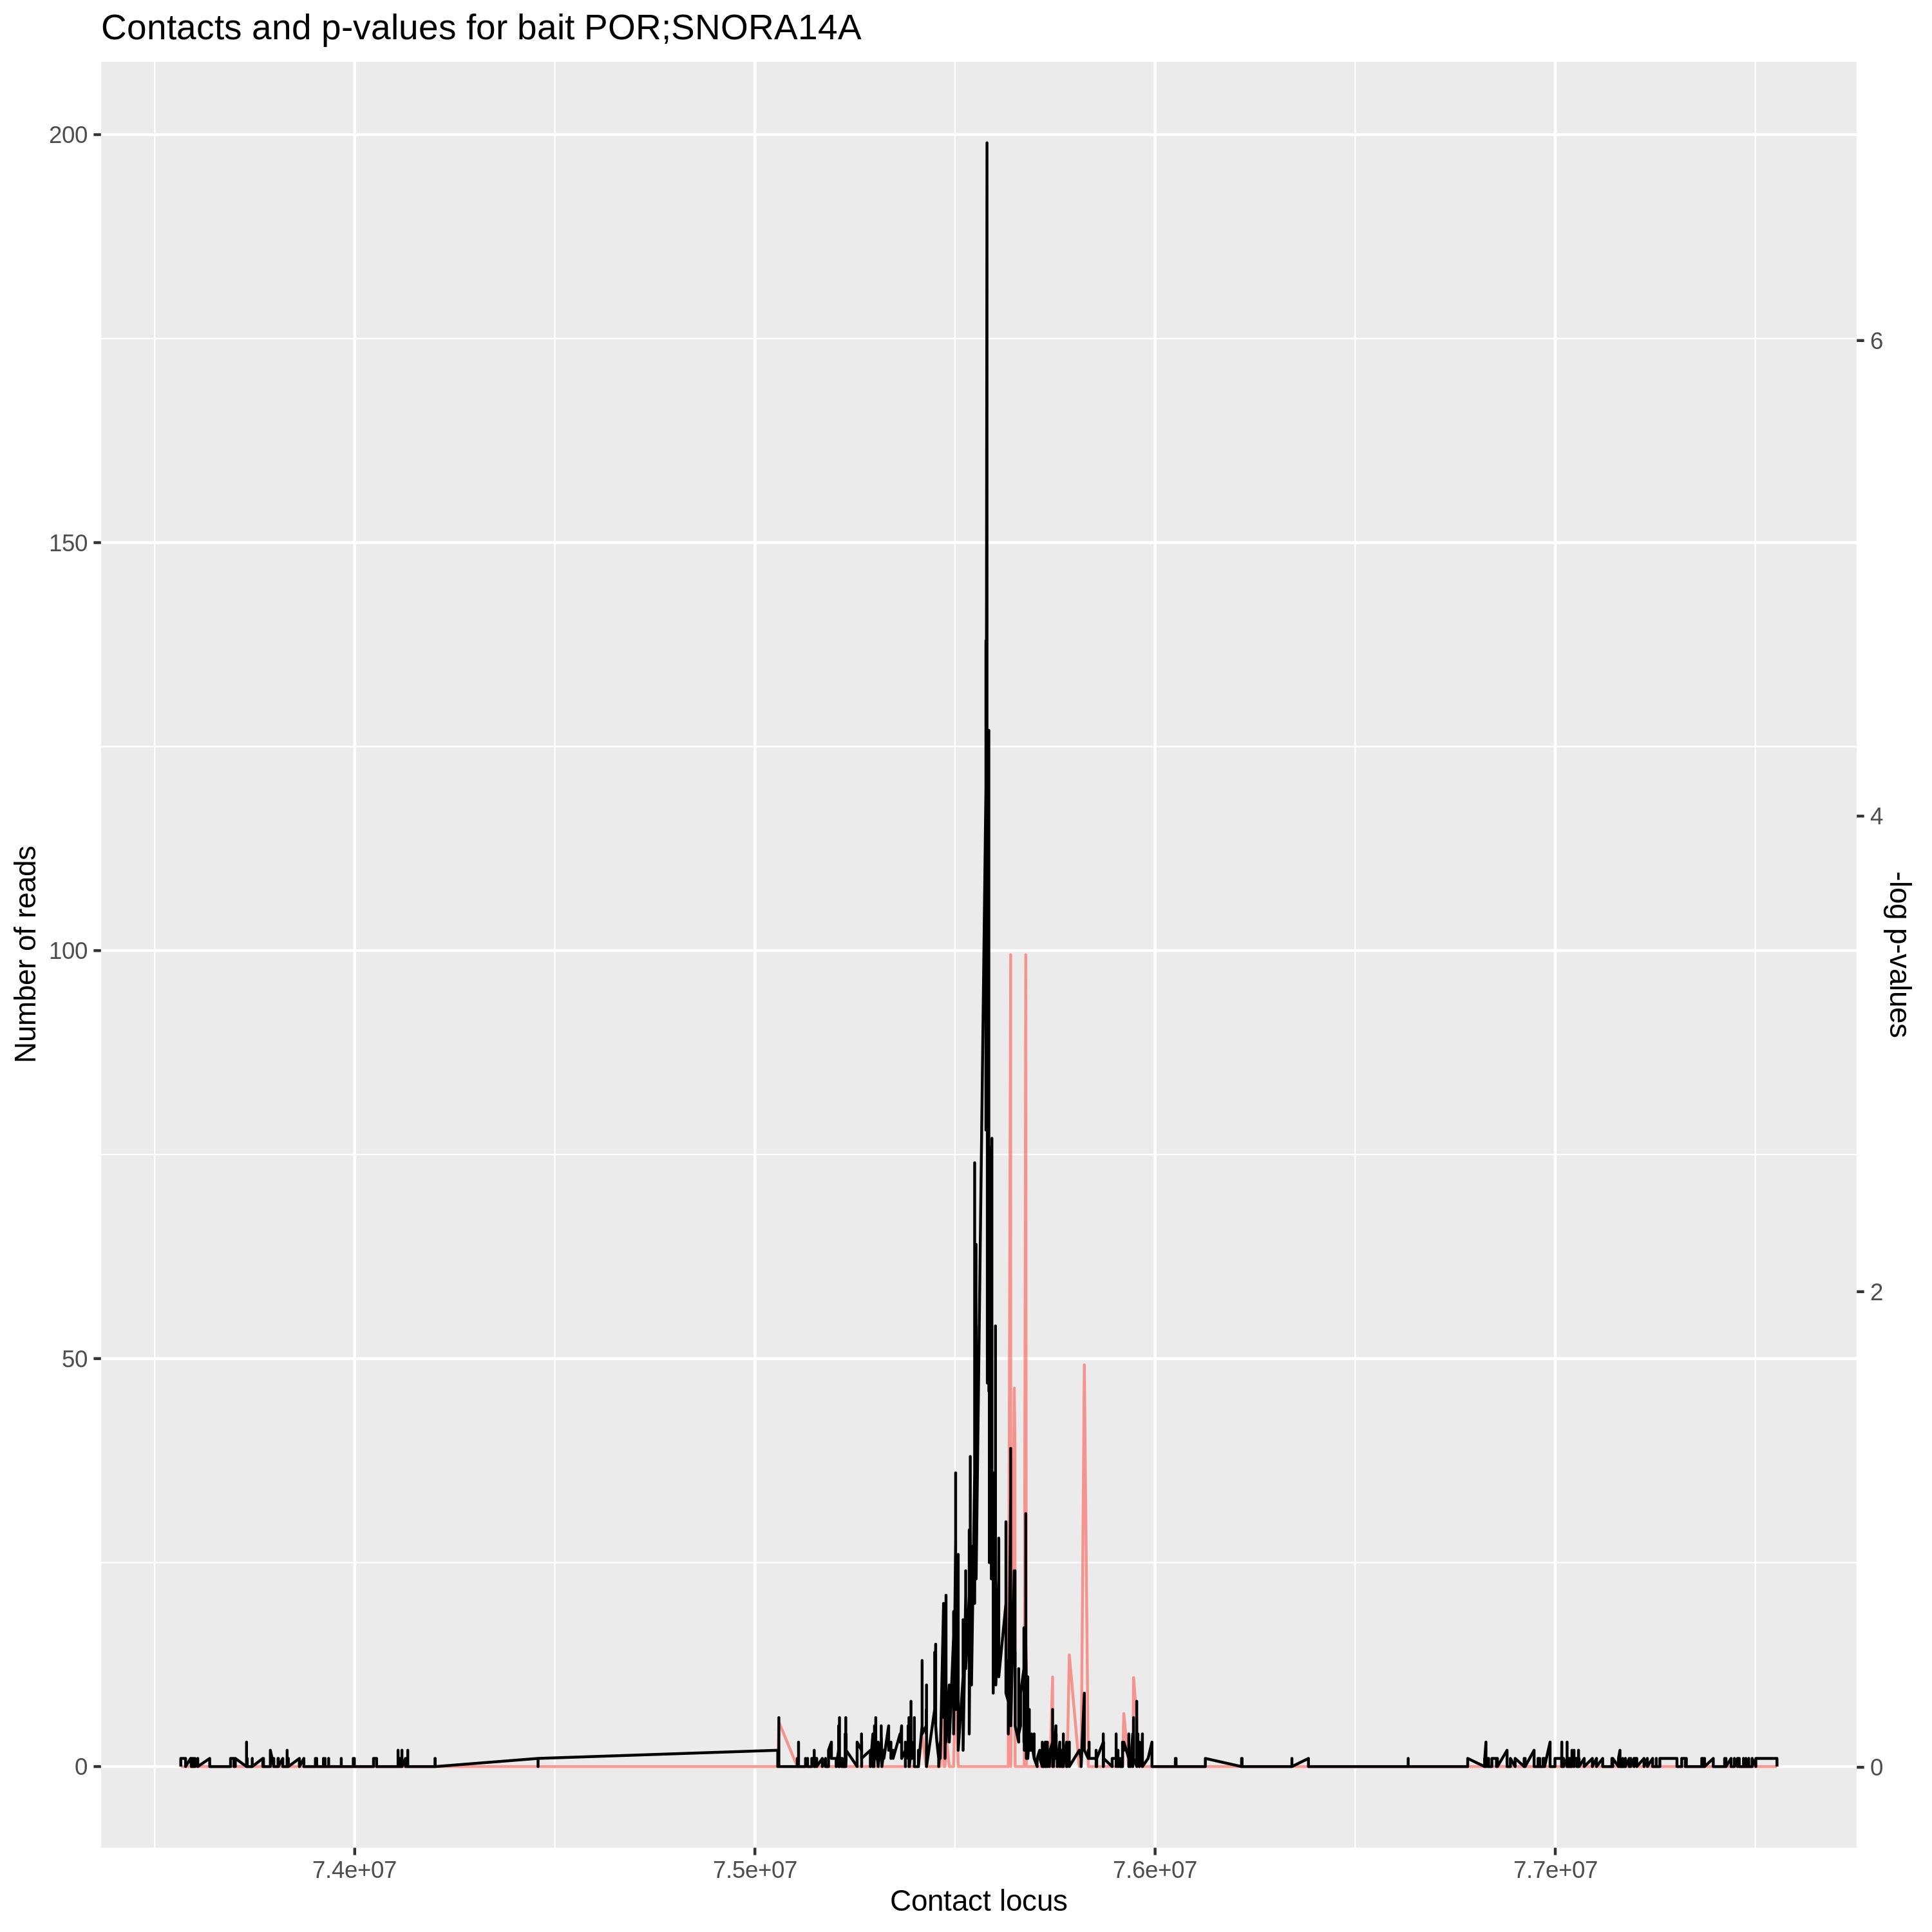 Contacts and p-values for bait POR;SNORA14A
200
150
100
50
0
Number of reads
6
4
2
0
-log p-values
7.4e+07
7.5e+07
7.6e+07
7.7e+07
Contact locus